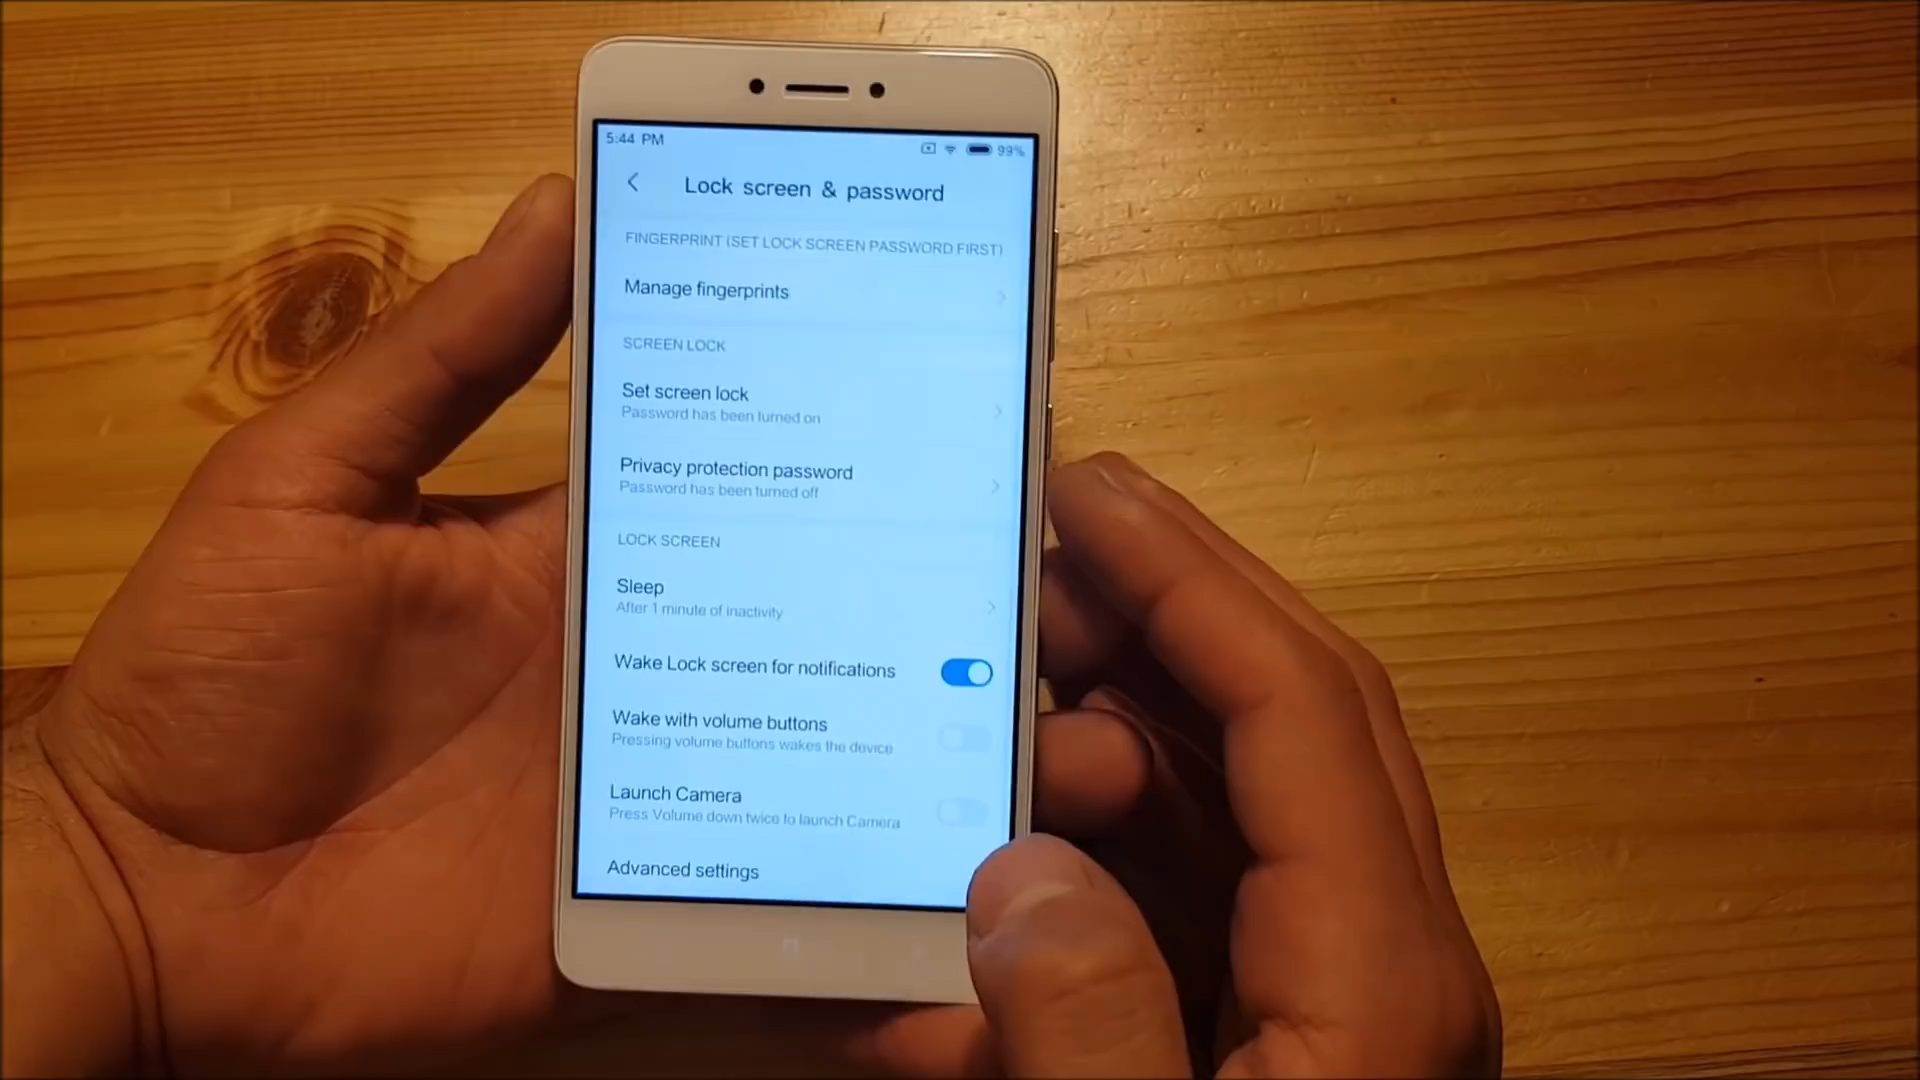 5:44 PM
99%
Lock screen & password
FINGERPRINT (SET LOCK SCREEN PASSWORD FIRST)
Manage fingerprints
SCREEN LOCK
Set screen lock
Password has been turned on
Privacy protection password
Password has been turned off
LOCK SCREEN
Sleep
After 1 minute of inactivity
Wake Lock screen for notifications
Wake with volume buttons
Pressing volume buttons wakes the device
Launch Camera
Press Volume down twice to launch Camera
Advanced settings